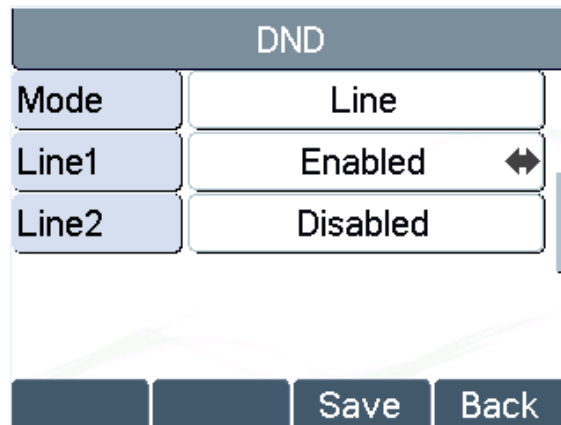 DND
Mode Line
Line1 Enabled
Line2 Disabled
Save Back